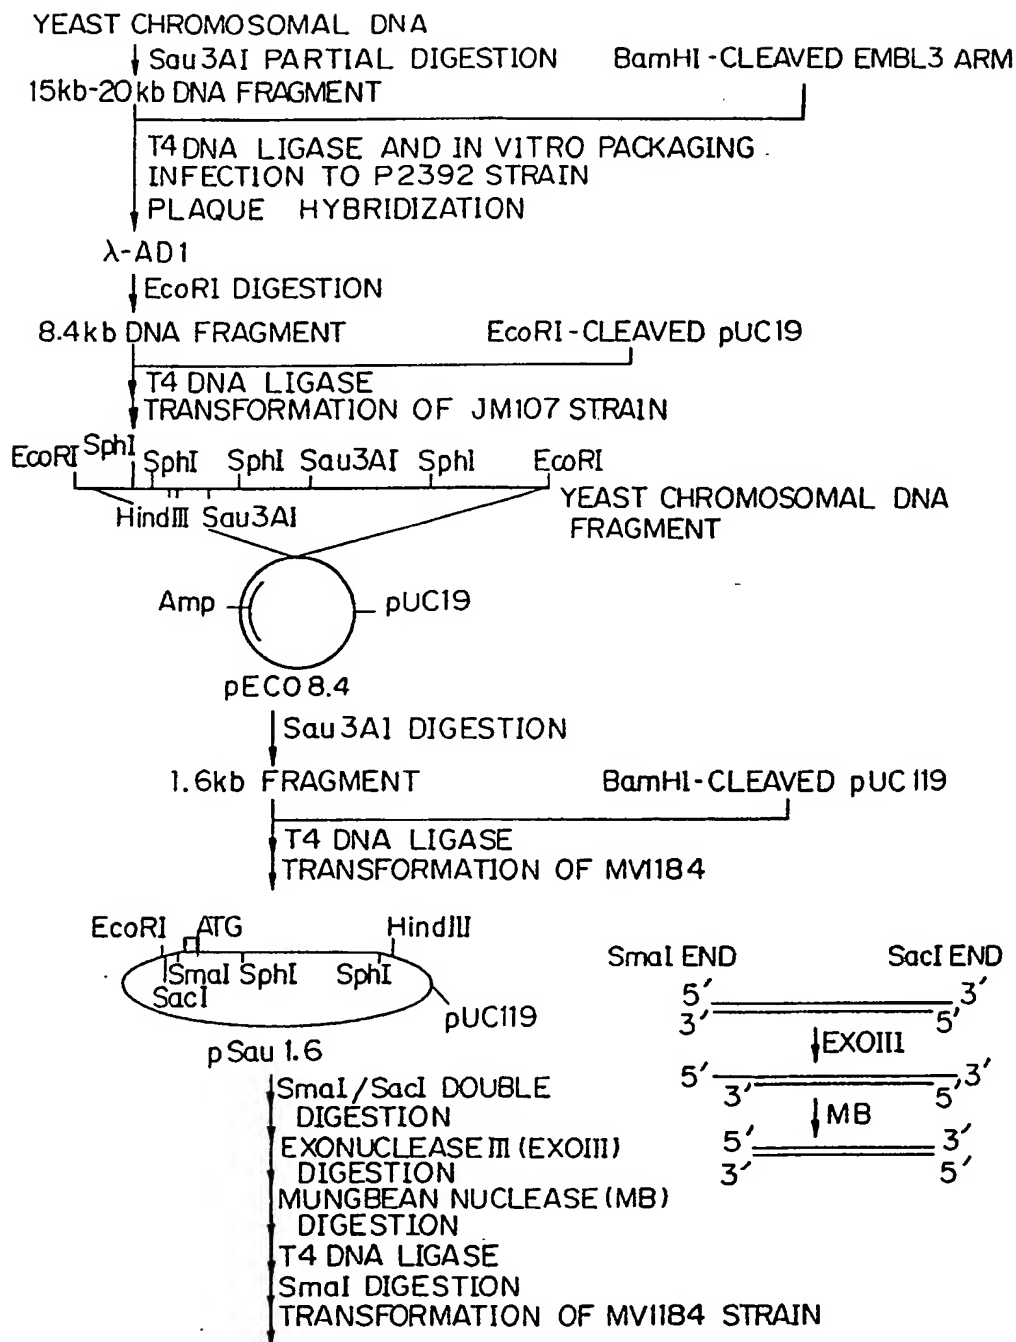 YEAST CHROMOSOMAL DNA
Sau3AI PARTIAL DIGESTION
BamHI-CLEAVED EMBL3 ARM
15kb-20kb DNA FRAGMENT
T4 DNA LIGASE AND IN VITRO PACKAGING
INFECTION TO P2392 STRAIN
PLAQUE HYBRIDIZATION
λ-AD1
EcoRI DIGESTION
8.4kb DNA FRAGMENT
EcoRI-CLEAVED pUC19
T4 DNA LIGASE
TRANSFORMATION OF JM107 STRAIN
EcoRI SphI SphI SphI Sau3AI SphI EcoRI
HindIII Sau3AI
YEAST CHROMOSOMAL DNA
FRAGMENT
Amp
pUC19
pECO8.4
Sau3AI DIGESTION
1.6kb FRAGMENT
BamHI-CLEAVED pUC119
T4 DNA LIGASE
TRANSFORMATION OF MV1184
EcoRI ATG HindIII
SmaI SphI SphI
SacI
pUC119
pSau1.6
SmaI END SacI END
5′ 3′
3′ 5′
EXOIII
5′ 3′
3′ 5′
MB
5′ 3′
3′ 5′
SmaI/SacI DOUBLE
DIGESTION
EXONUCLEASE III (EXOIII)
DIGESTION
MUNGBEAN NUCLEASE (MB)
DIGESTION
T4 DNA LIGASE
SmaI DIGESTION
TRANSFORMATION OF MV1184 STRAIN